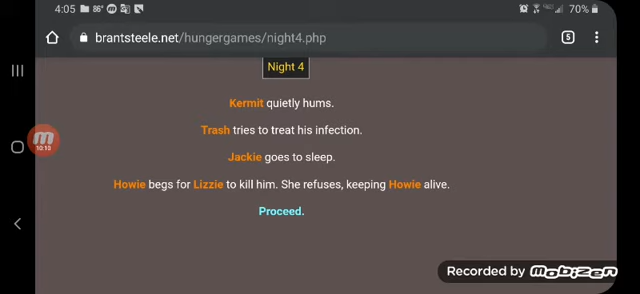 4:05 86° 70%
brantsteele.net/hungergames/night4.php 5
Night 4
Kermit quietly hums.
Trash tries to treat his infection.
10:10
Jackie goes to sleep.
Howie begs for Lizzie to kill him. She refuses, keeping Howie alive.
Proceed.
Recorded by MOBIZEN